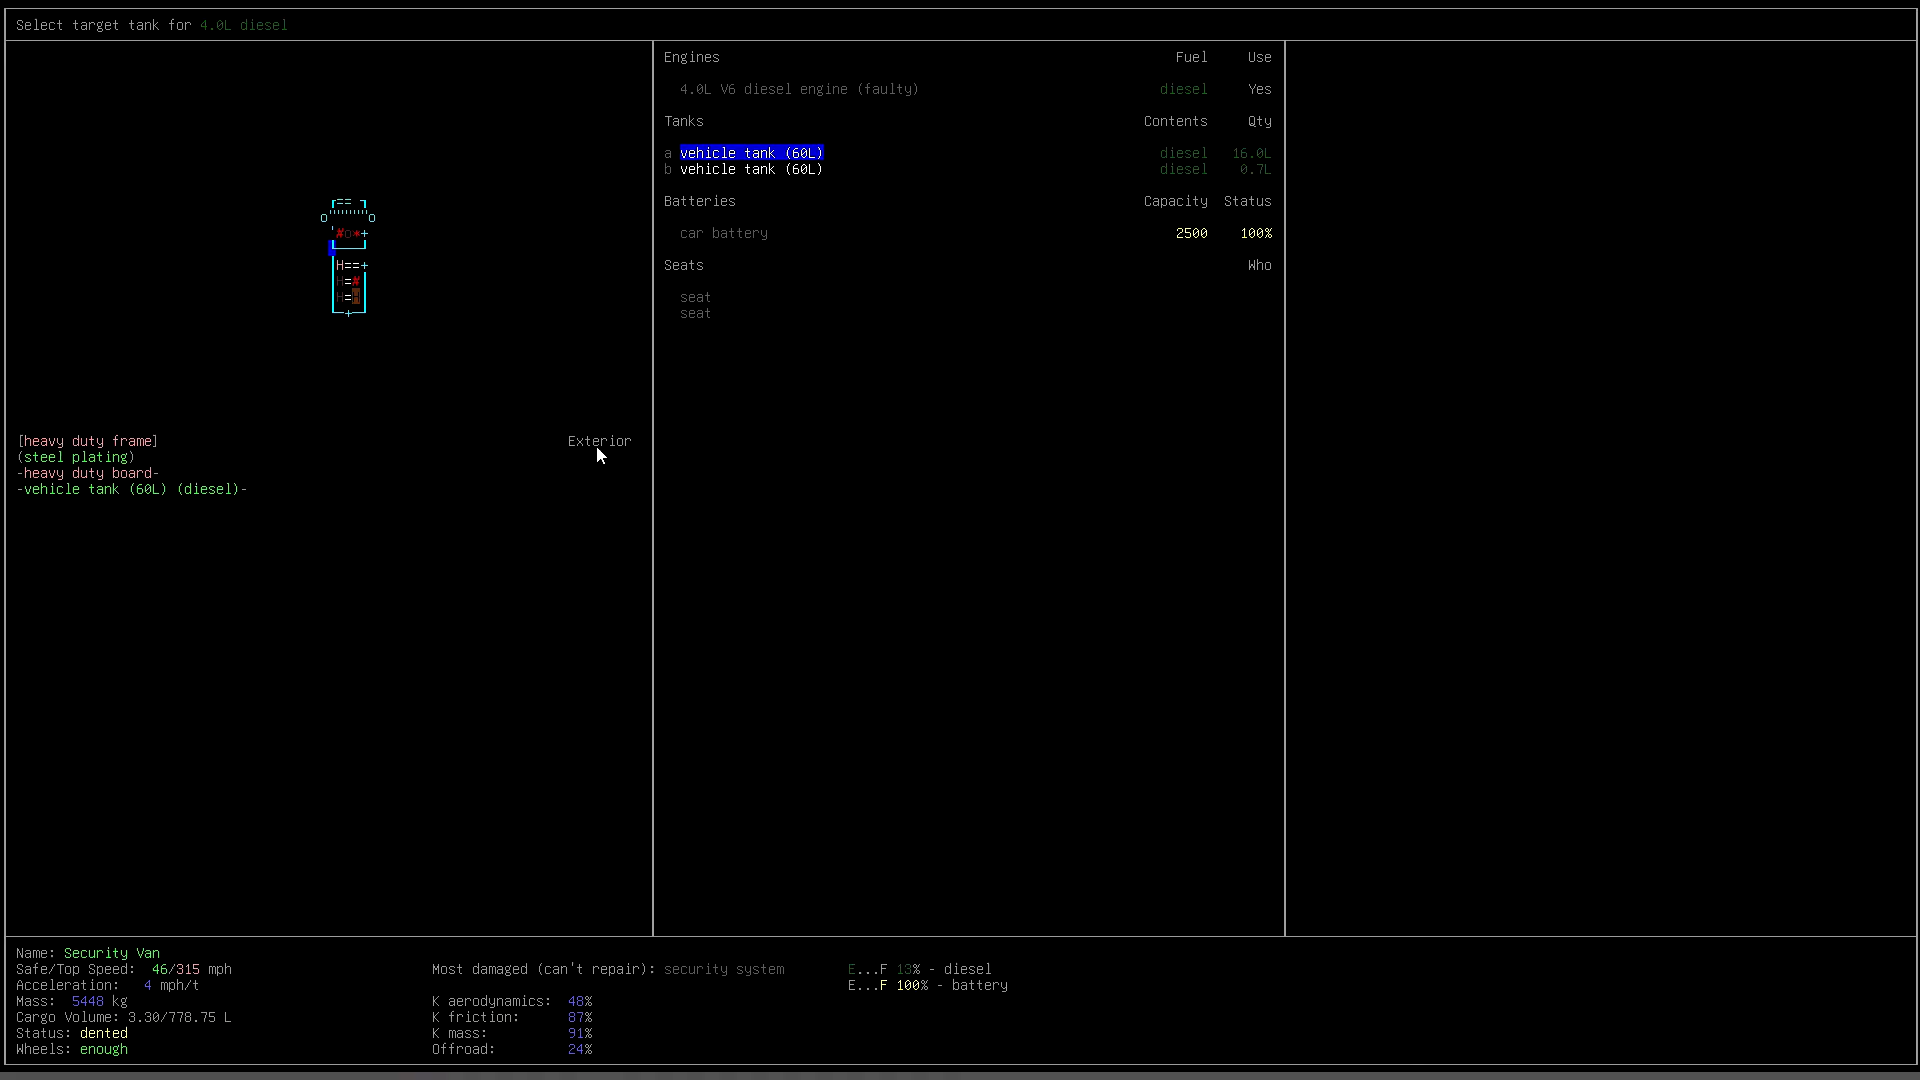 Select target tank for 4.0L diesel
Engines Fuel Use
4.0L V6 diesel engine (faulty) diesel Yes
Tanks Contents Qty
a vehicle tank (60L) diesel 16.0L
b vehicle tank (60L) diesel 0.7L
Batteries Capacity Status
car battery 2500 100%
Seats Who
seat
seat
[heavy duty frame] Exterior
(steel plating)
-heavy duty board-
-vehicle tank (60L) (diesel)-
Name: Security Van
Safe/Top Speed: 46/315 mph
Acceleration: 4 mph/t
Mass: 5448 kg
Cargo Volume: 3.30/778.75 L
Status: dented
Wheels: enough
Most damaged (can't repair): security system
K aerodynamics: 48%
K friction: 87%
K mass: 91%
Offroad: 24%
E...F 13% - diesel
E...F 100% - battery